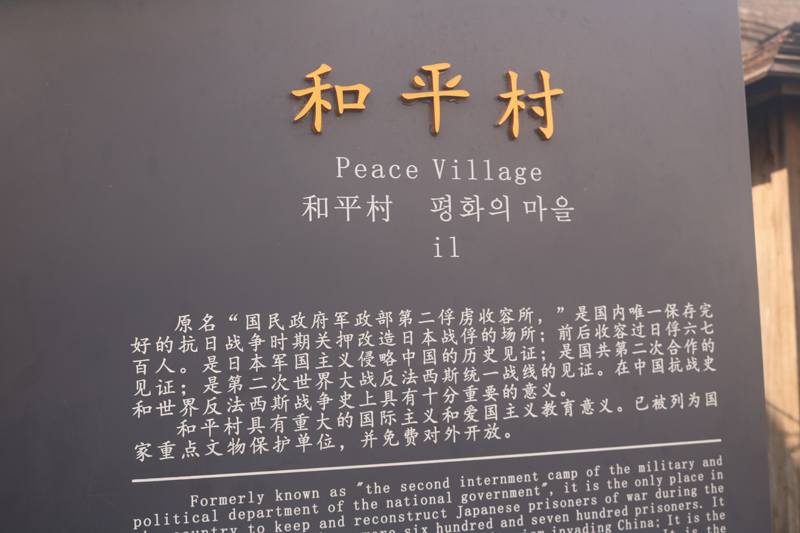 和平村
Peace Village
和平村 평화의 마을
il
原名“国民政府军政部第二俘虏收容所，”是国内唯一保存完
好的抗日战争时期关押改造日本战俘的场所；前后收容过日俘六七
百人。是日本军国主义侵略中国的历史见证；是国共第二次合作的
见证；是第二次世界大战反法西斯统一战线的见证。在中国抗战史
和世界反法西斯战争史上具有十分重要的意义。
和平村具有重大的国际主义和爱国主义教育意义。已被列为国
家重点文物保护单位，并免费对外开放。
Formerly known as "the second internment camp of the military and
political department of the national government", it is the only place in
country to keep and reconstruct Japanese prisoners of war during the
six hundred and seven hundred prisoners. It
invading China; It is the
It is the